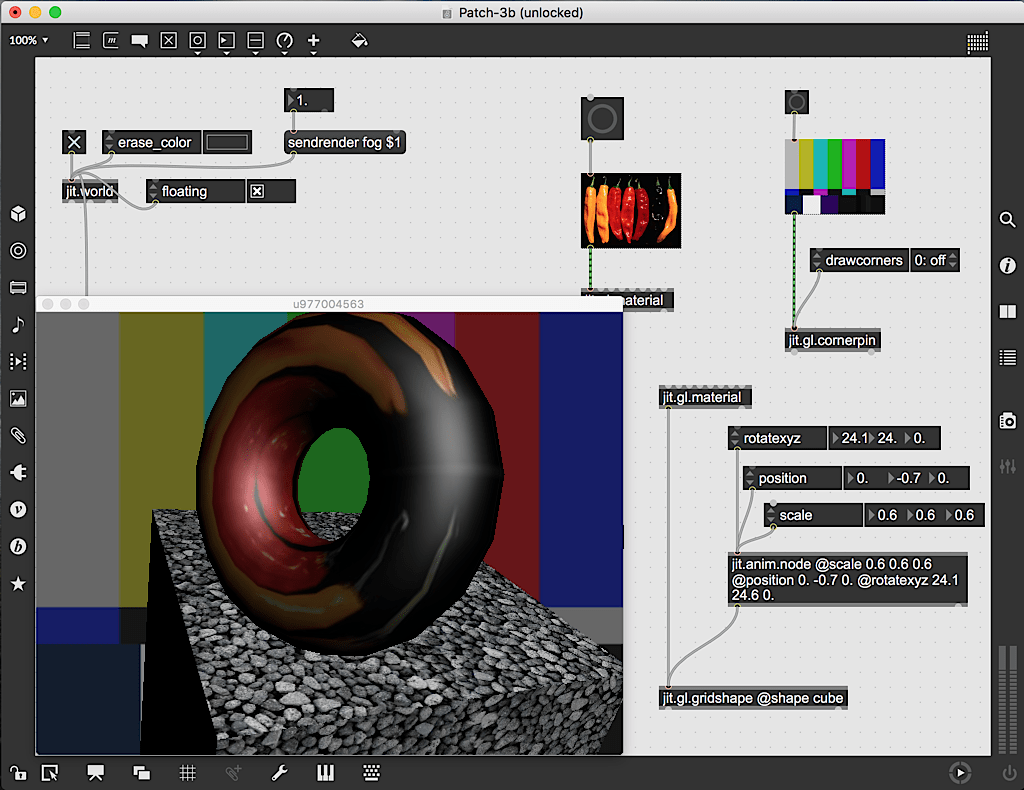 Patch-3b (unlocked)
100%
1.
erase_color
sendrender fog $1
jit.world
floating
drawcorners 0: off
aterial
u977004563
jit.gl.cornerpin
jit.gl.material
rotatexyz 24.1 24. 0.
position 0. -0.7 0.
scale 0.6 0.6 0.6
jit.anim.node @scale 0.6 0.6 0.6
@position 0. -0.7 0. @rotatexyz 24.1
24.6 0.
jit.gl.gridshape @shape cube